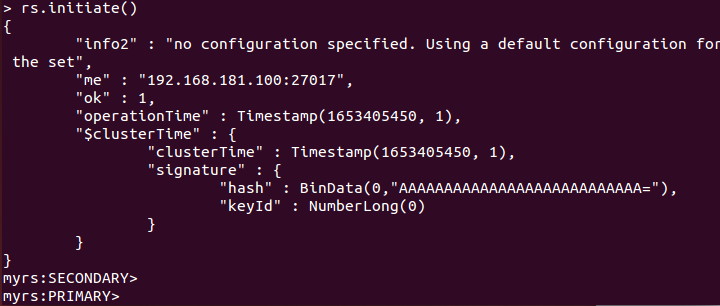 > rs.initiate()
{
        "info2" : "no configuration specified. Using a default configuration for
 the set",
        "me" : "192.168.181.100:27017",
        "ok" : 1,
        "operationTime" : Timestamp(1653405450, 1),
        "$clusterTime" : {
                "clusterTime" : Timestamp(1653405450, 1),
                "signature" : {
                        "hash" : BinData(0,"AAAAAAAAAAAAAAAAAAAAAAAAAAA="),
                        "keyId" : NumberLong(0)
                }
        }
}
myrs:SECONDARY>
myrs:PRIMARY>